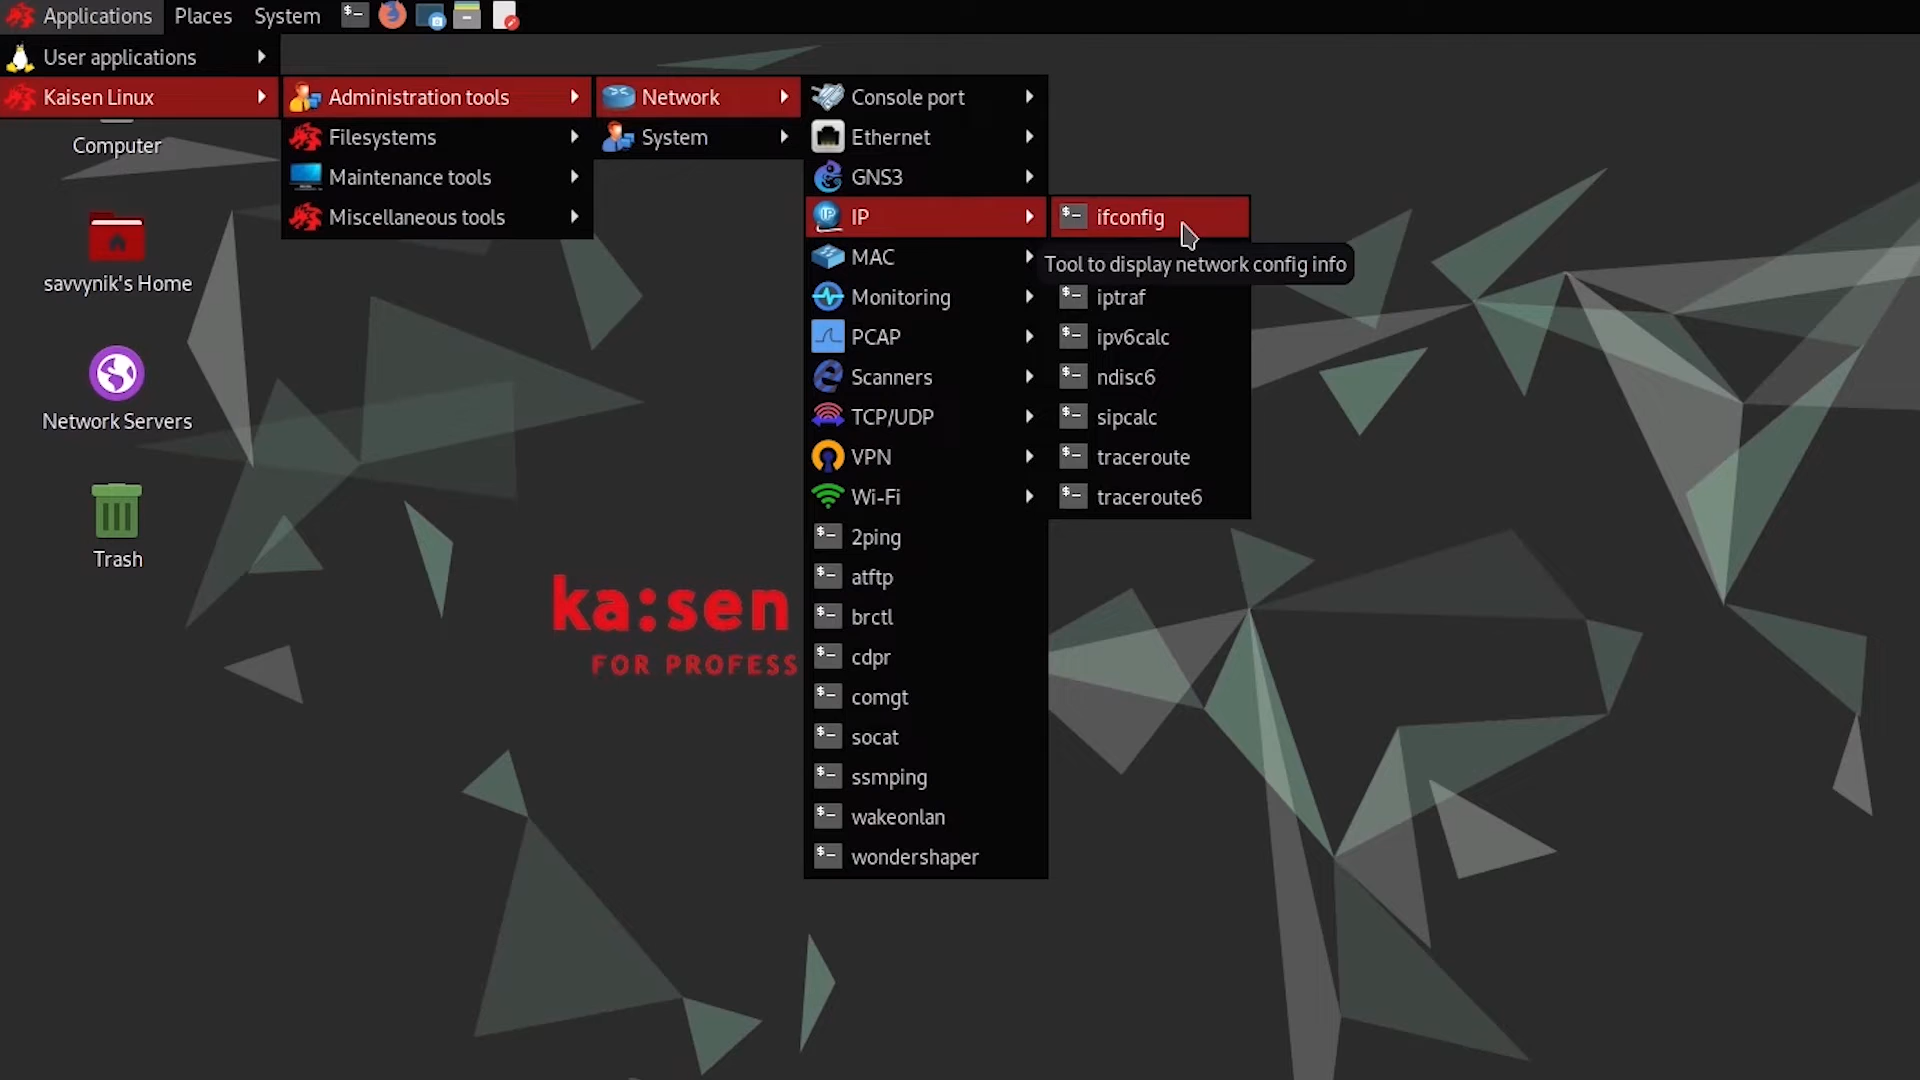 Applications Places System
User applications
Kaisen Linux
Administration tools
Filesystems
Maintenance tools
Miscellaneous tools
Network
System
Console port
Ethernet
GNS3
IP
MAC
Monitoring
PCAP
Scanners
TCP/UDP
VPN
Wi-Fi
2ping
atftp
brctl
cdpr
comgt
socat
ssmping
wakeonlan
wondershaper
ifconfig
Tool to display network config info
iptraf
ipv6calc
ndisc6
sipcalc
traceroute
traceroute6
Computer
savvynik's Home
Network Servers
Trash
ka:sen
FOR PROFESS